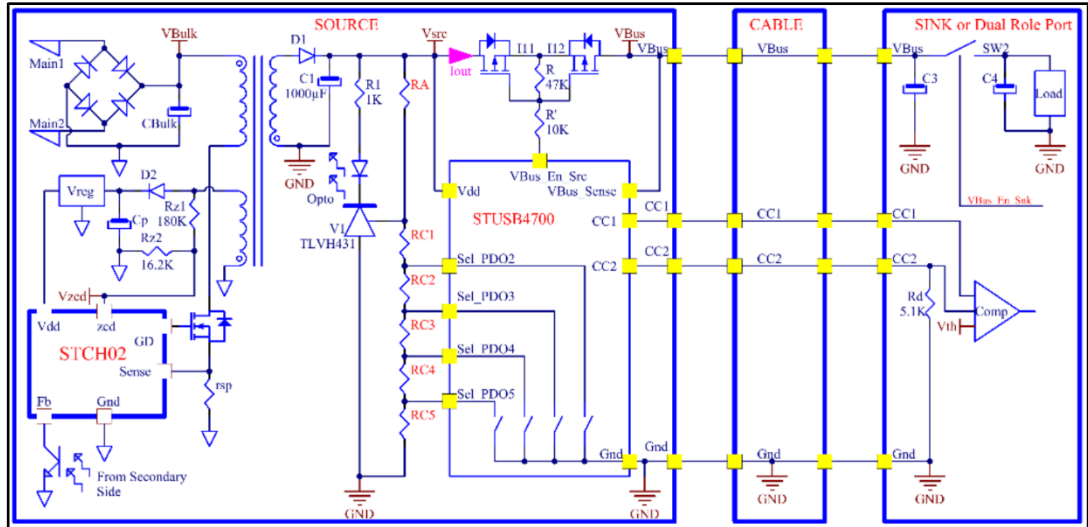 SOURCE
CABLE
SINK or Dual Role Port
VBulk
D1
Vsrc
I11
I12
VBus
VBus
VBus
VBus
SW2
Main1
Iout
C1
1000µF
R1
1K
RA
R
47K
C3
C4
Load
Main2
CBulk
R'
10K
GND
GND
GND
Opto
VBus_En_Src
VBus_Sense
D2
Vreg
Vdd
VBus_En_Snk
Rz1
180K
STUSB4700
CC1
CC1
CC1
CC1
Cp
V1
TLVH431
RC1
Rz2
16.2K
CC2
CC2
CC2
CC2
Sel_PDO2
RC2
Vzcd
Sel_PDO3
Rd
5.1K
Comp
Vth
Vdd
zcd
GD
RC3
STCH02
Sel_PDO4
Sense
RC4
rsp
Sel_PDO5
Fb
Gnd
RC5
Gnd
Gnd
Gnd
Gnd
From Secondary
Side
GND
GND
GND
GND